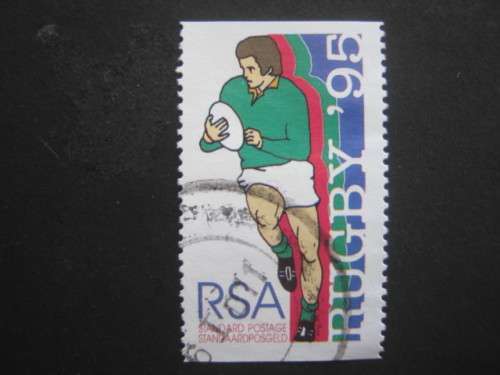 RUGBY '95
RSA
STANDARD POSTAGE
STANDAARDPOSGELD